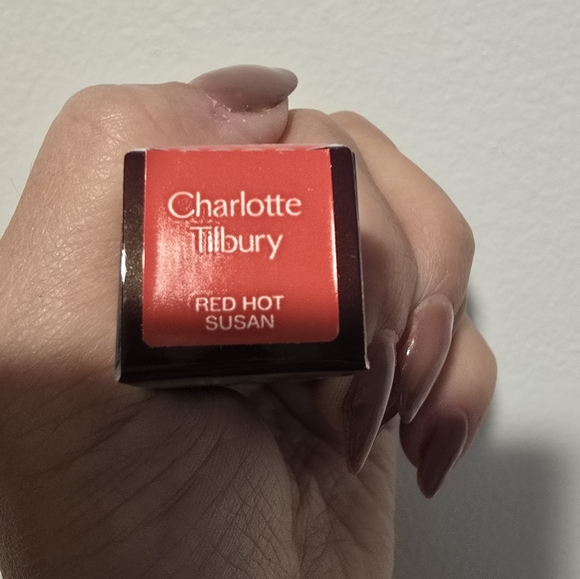 Charlotte
Tilbury
RED HOT
SUSAN